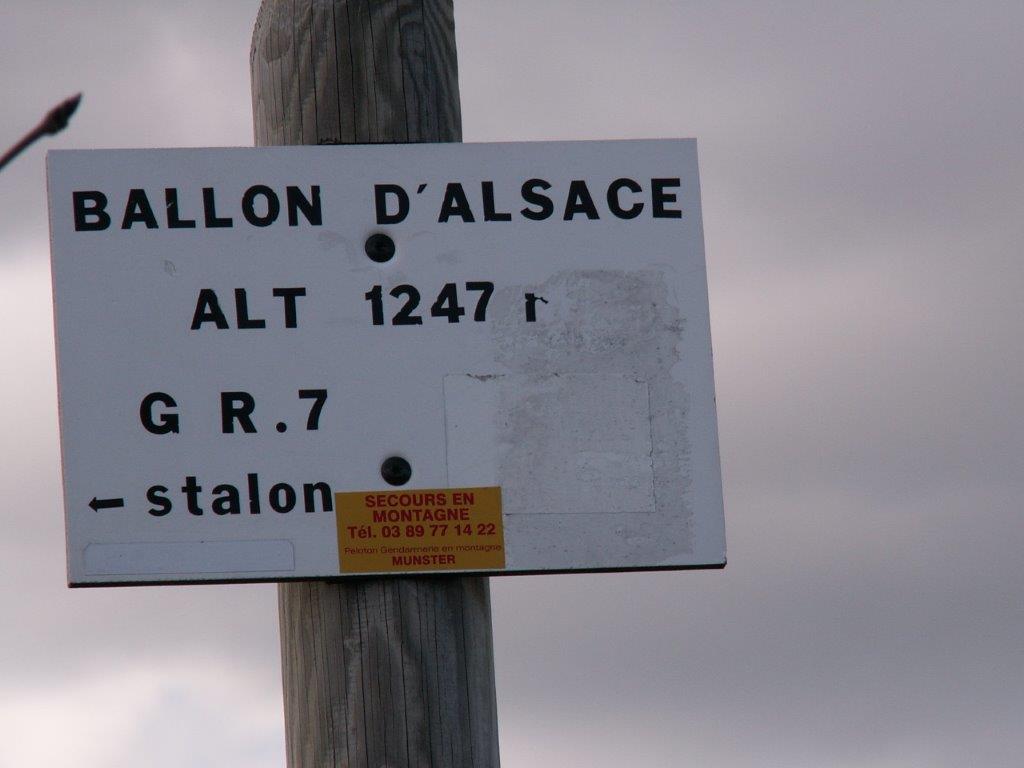 BALLON D'ALSACE
ALT 1247 r
G R.7
← stalon
SECOURS EN
MONTAGNE
Tél. 03 89 77 14 22
Peloton Gendarmerie en montagne
MUNSTER